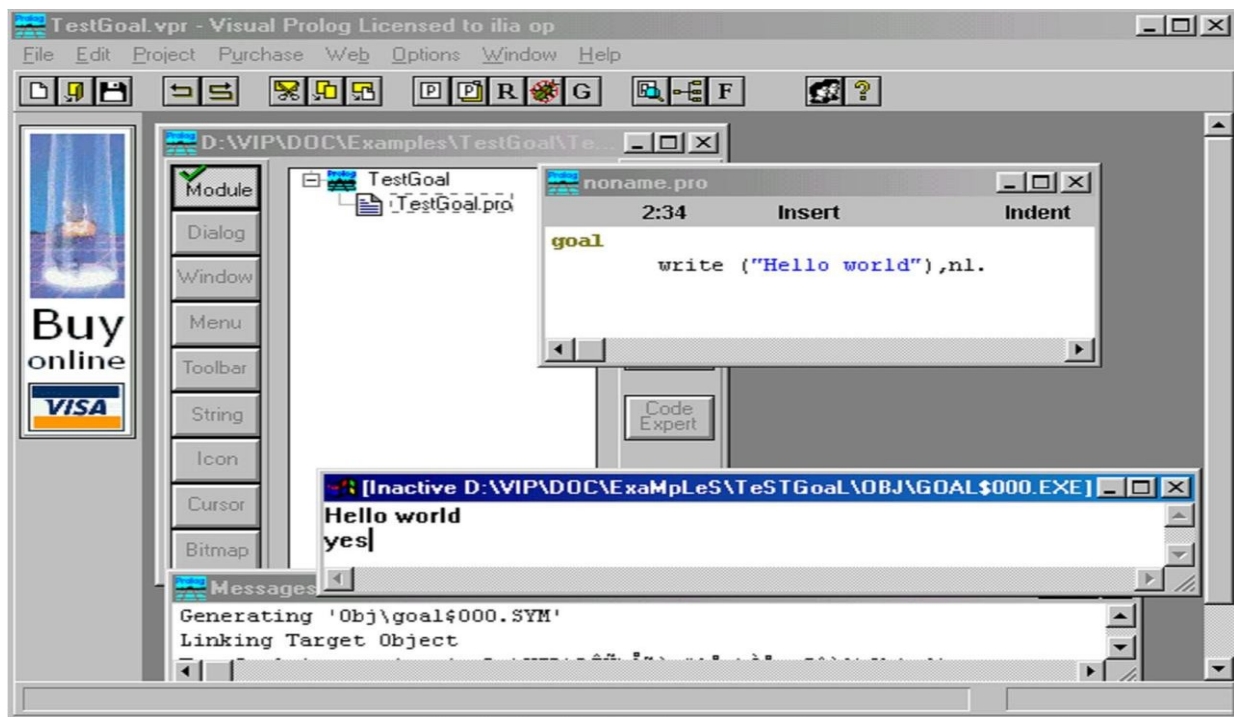 TestGoal.vpr - Visual Prolog Licensed to ilia op
File Edit Project Purchase Web Options Window Help
P P R G F ?
D:\VIP\DOC\Examples\TestGoal\Te...
Module
Dialog
Window
Menu
Toolbar
String
Icon
Cursor
Bitmap
TestGoal
TestGoal.pro
Buy
online
VISA
noname.pro
2:34 Insert Indent
goal
write ("Hello world"),nl.
Code
Expert
[Inactive D:\VIP\DOC\ExaMpLeS\TeSTGoaL\OBJ\GOAL$000.EXE]
Hello world
yes
Messages
Generating 'Obj\goal$000.SYM'
Linking Target Object